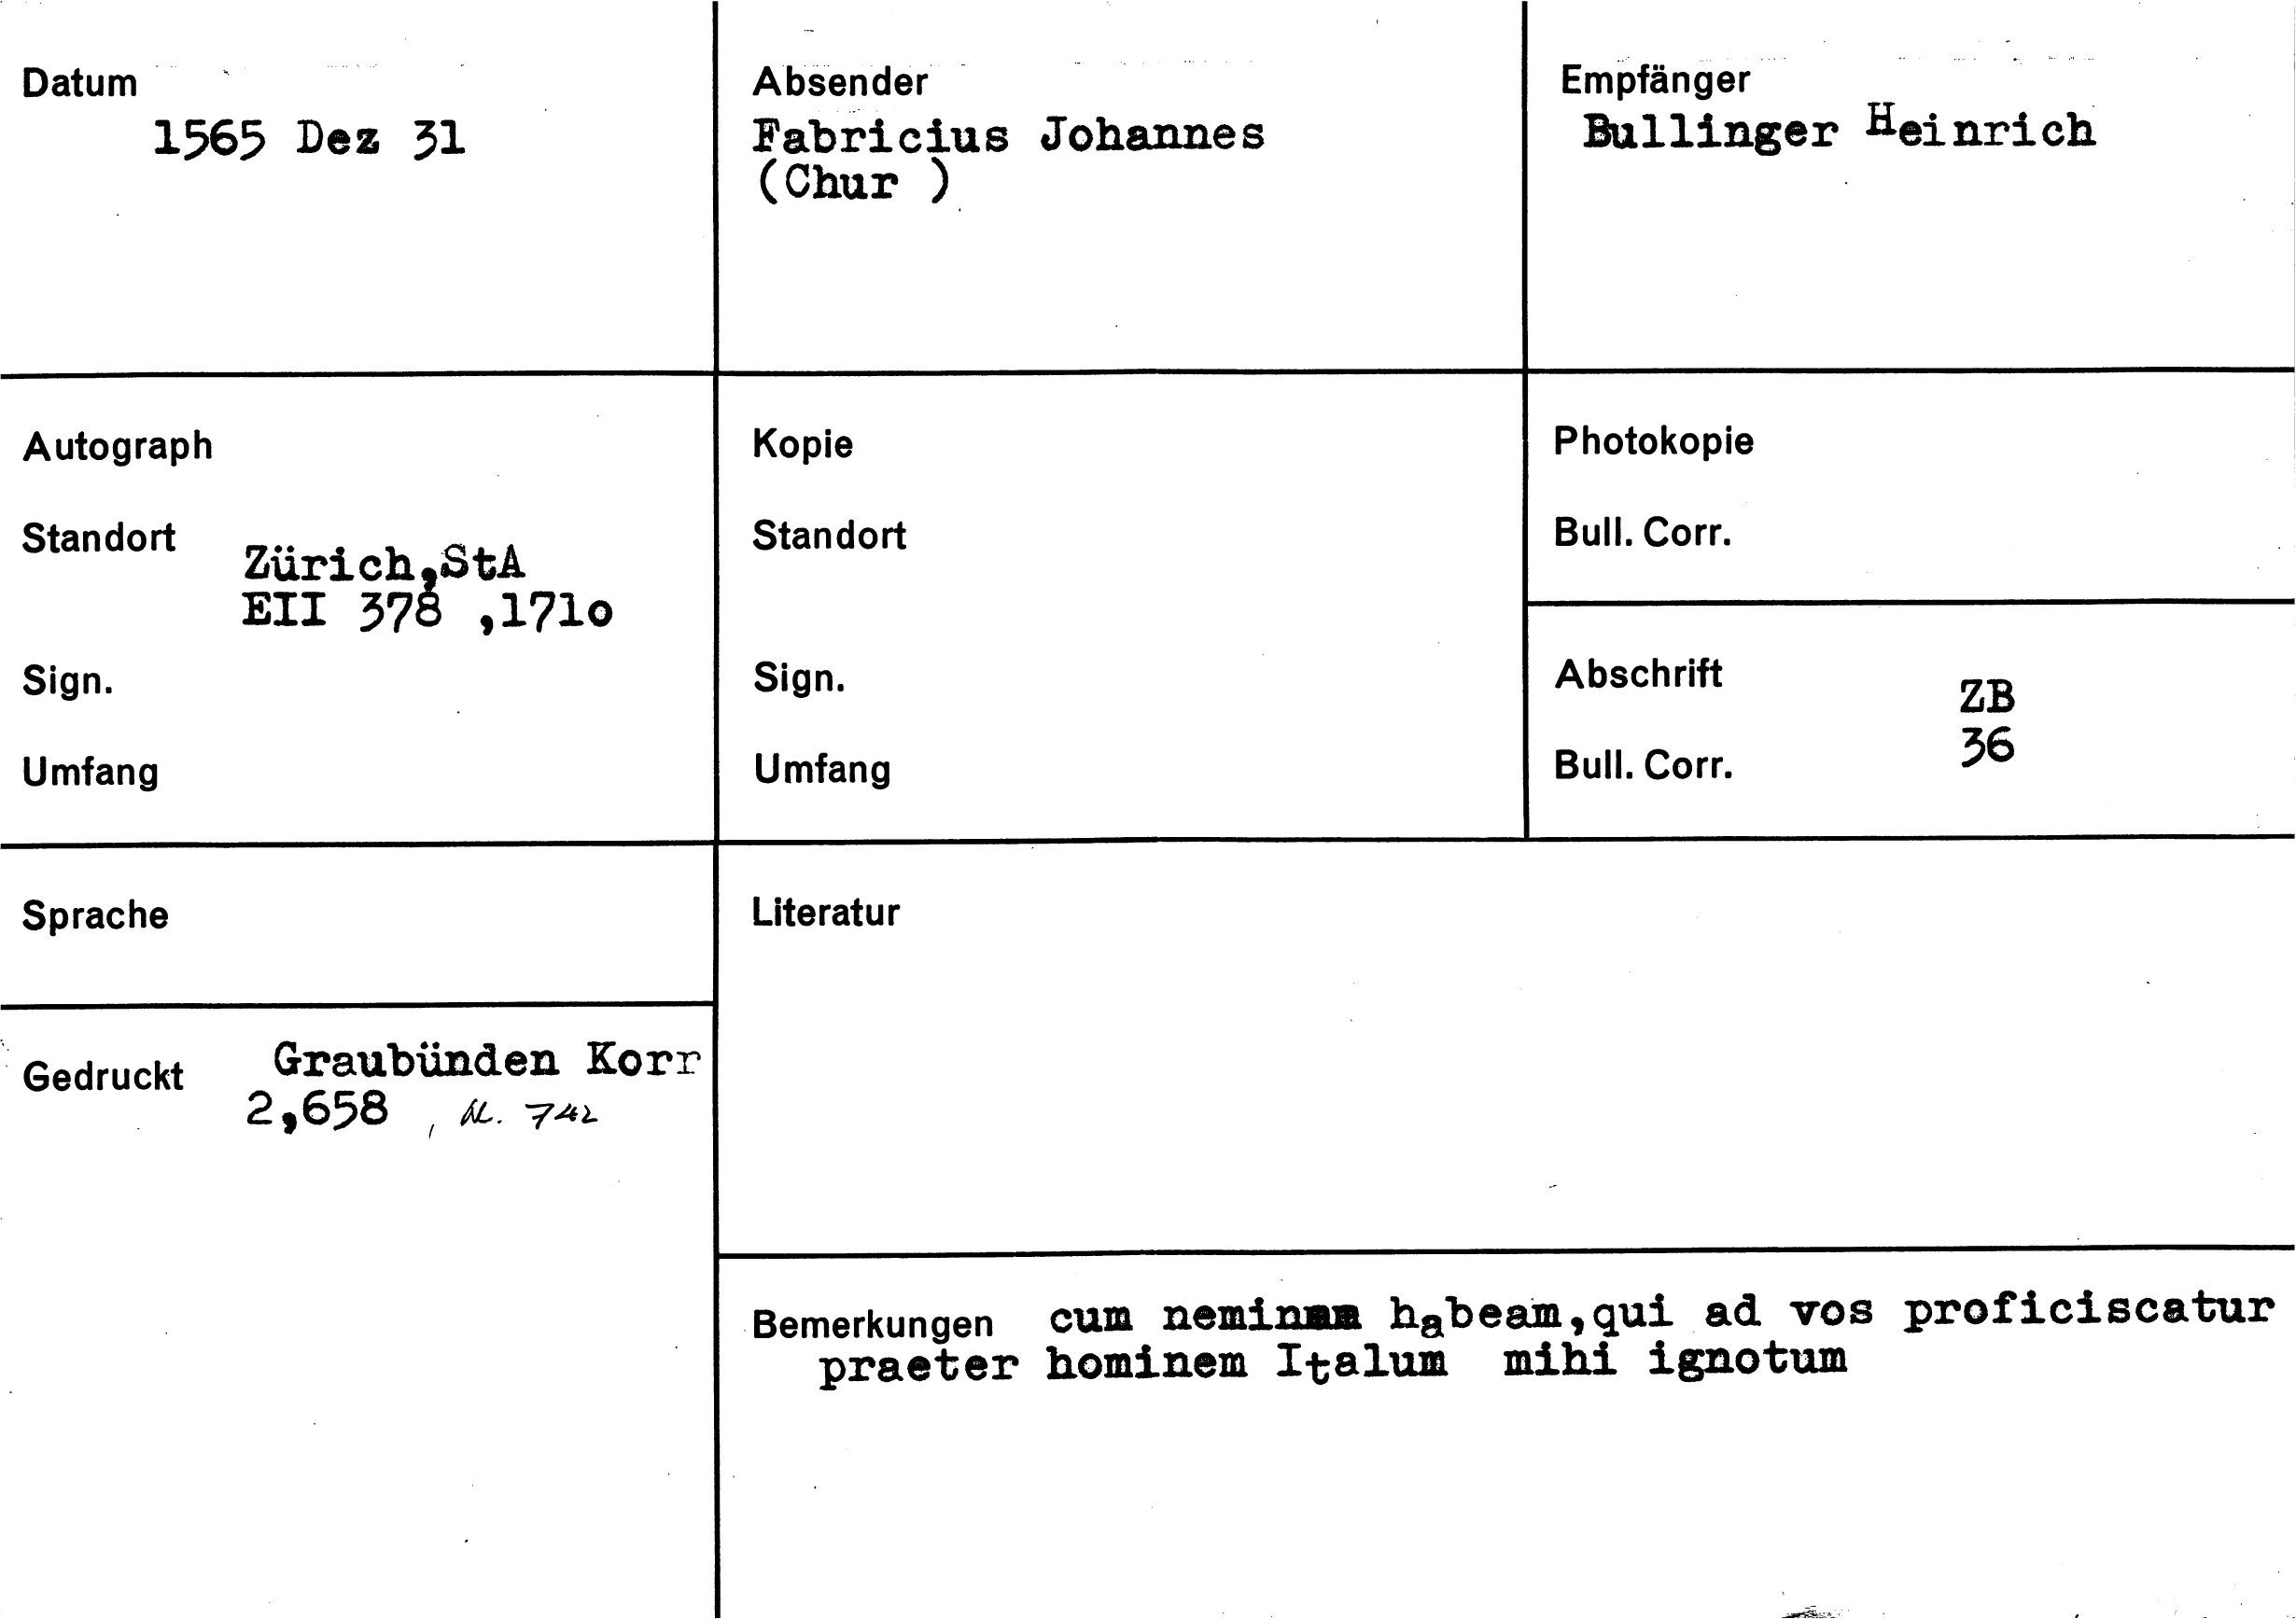 Datum
1565 Dez 31
Absender
Fabricius Johannes
(Chur )
Empfänger
Bullinger Heinrich
Autograph
Standort
Zürich,StA
EII 378 ,171o
Sign.
Umfang
Kopie
Standort
Sign.
Umfang
Photokopie
Bull. Corr.
Abschrift
ZB
36
Bull. Corr.
Sprache
Gedruckt Graubünden Korr
2,658 , 742
Literatur
Bemerkungen cum habeam,qui ad vos proficiscatur
praeter hominem Italum mihi ignotum